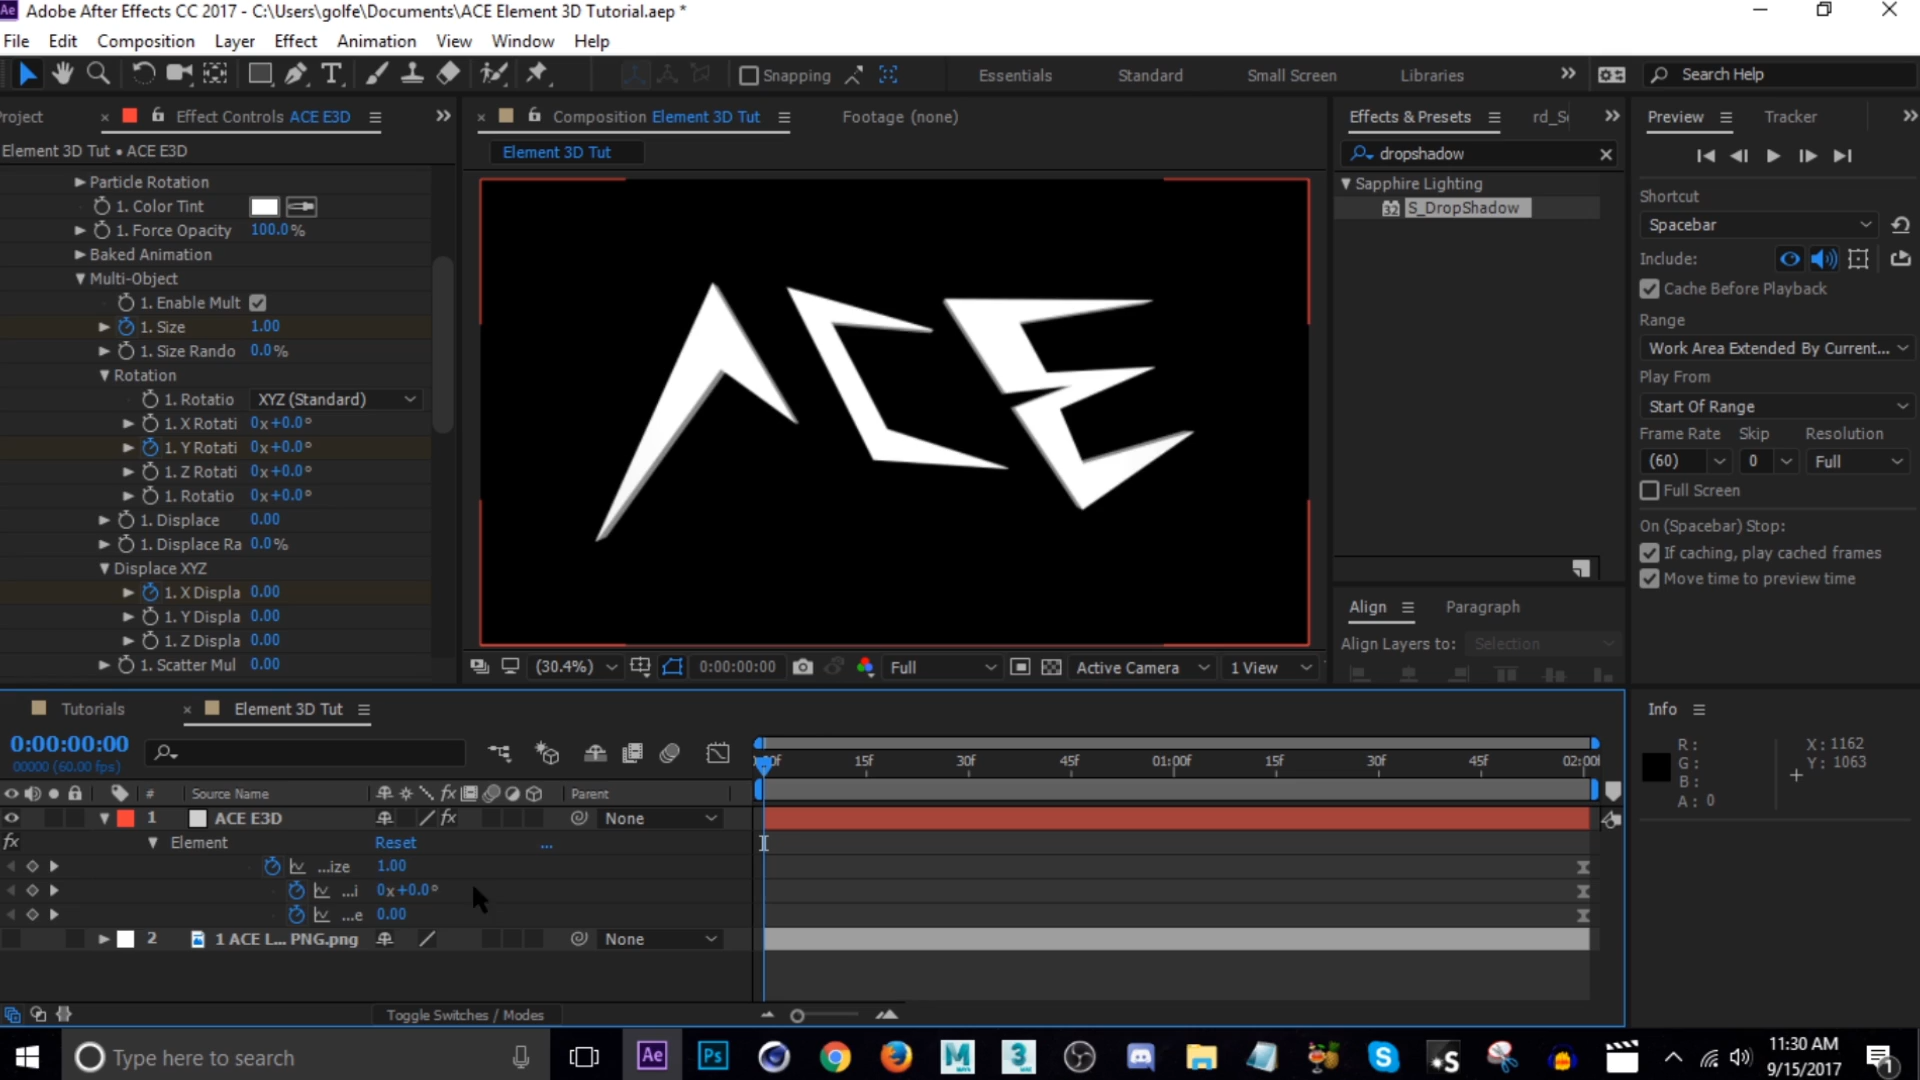 Adobe After Effects CC 2017 - C:\Users\golfe\Documents\ACE Element 3D Tutorial.aep *
File Edit Composition Layer Effect Animation View Window Help
Snapping Essentials Standard Small Screen Libraries Search Help
Effect Controls ACE E3D
Element 3D Tut • ACE E3D
Particle Rotation
1. Color Tint
1. Force Opacity 100.0 %
Baked Animation
Multi-Object
1. Enable Mult
1. Size 1.00
1. Size Rando 0.0 %
Rotation
1. Rotatio XYZ (Standard)
1. X Rotati 0x+0.0°
1. Y Rotati 0x+0.0°
1. Z Rotati 0x+0.0°
1. Rotatio 0x+0.0°
1. Displace 0.00
1. Displace Ra 0.0 %
Displace XYZ
1. X Displa 0.00
1. Y Displa 0.00
1. Z Displa 0.00
1. Scatter Mul 0.00
Composition Element 3D Tut Footage (none)
Element 3D Tut
ACE
(30.4%) 0:00:00:00 Full Active Camera 1 View
Effects & Presets
dropshadow
Sapphire Lighting
32 S_DropShadow
Align Paragraph
Align Layers to: Selection
Preview Tracker
Shortcut
Spacebar
Include:
Cache Before Playback
Range
Work Area Extended By Current...
Play From
Start Of Range
Frame Rate Skip Resolution
(60) 0 Full
Full Screen
On (Spacebar) Stop:
If caching, play cached frames
Move time to preview time
Info
R: X: 1162
G: Y: 1063
B:
A: 0
Tutorials Element 3D Tut
0:00:00:00
00000 (60.00 fps)
15f 30f 45f 01:00f 15f 30f 45f
# Source Name fx Parent
1 ACE E3D fx None
fx Element Reset ...
...ize 1.00
...i 0x+0.0°
...e 0.00
2 1 ACE L... PNG.png None
Toggle Switches / Modes
Type here to search
Ae Ps M 3 S S
11:30 AM
9/15/2017
1